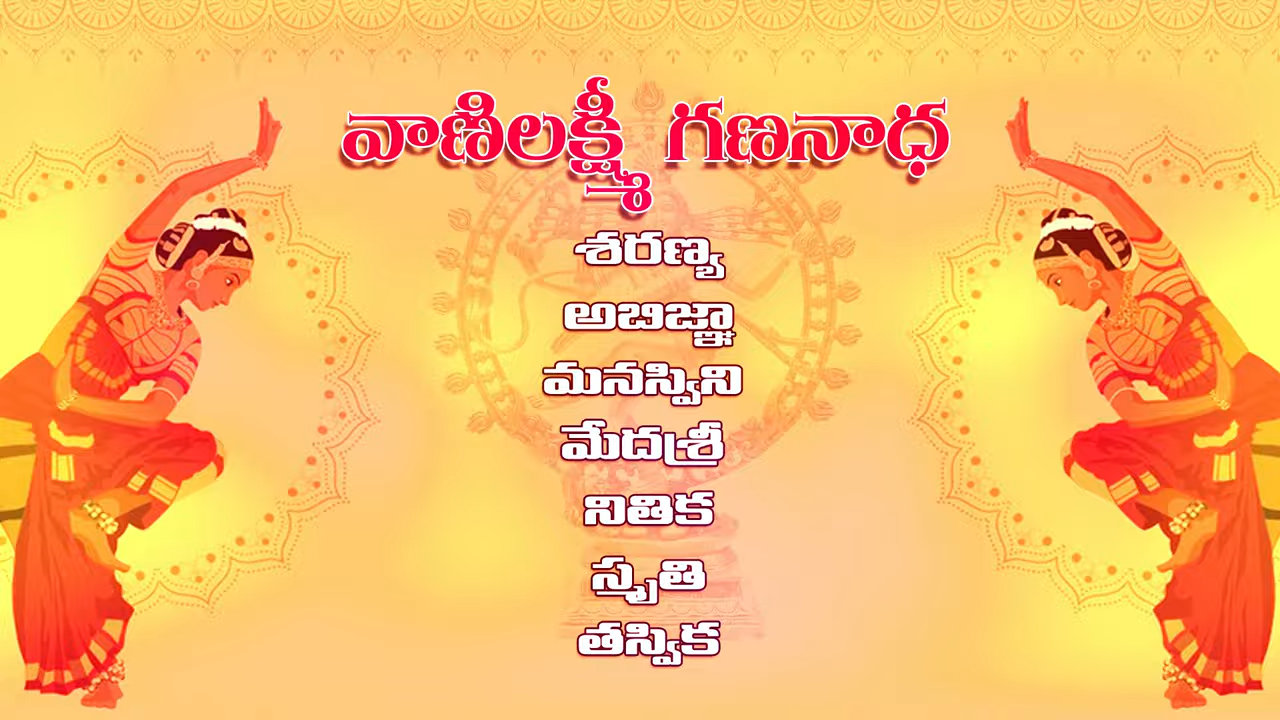 వాణిలక్ష్మీ గణనాధ
శరణ్య
అబిజ్ఞా
మనస్విని
మేదశ్రీ
నితిక
స్మృతి
తస్విక